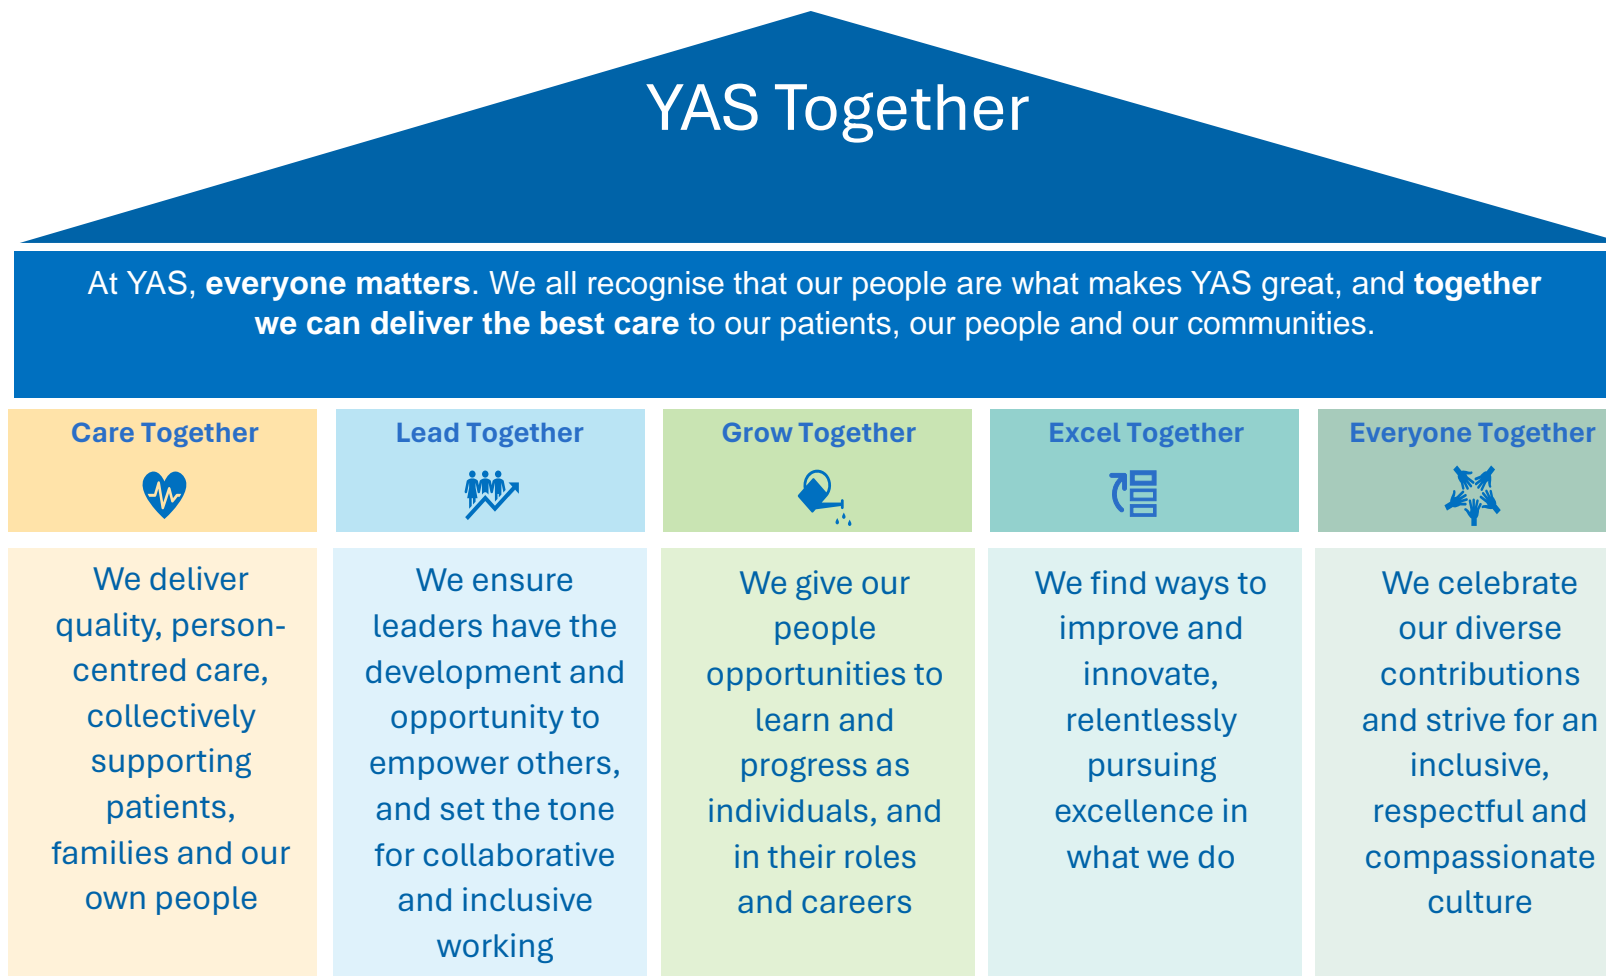 YAS Together
At YAS, everyone matters. We all recognise that our people are what makes YAS great, and together
we can deliver the best care to our patients, our people and our communities.
Care Together
We deliver
quality, person-
centred care,
collectively
supporting
patients,
families and our
own people
Lead Together
We ensure
leaders have the
development and
opportunity to
empower others,
and set the tone
for collaborative
and inclusive
working
Grow Together
We give our
people
opportunities to
learn and
progress as
individuals, and
in their roles
and careers
Excel Together
We find ways to
improve and
innovate,
relentlessly
pursuing
excellence in
what we do
Everyone Together
We celebrate
our diverse
contributions
and strive for an
inclusive,
respectful and
compassionate
culture